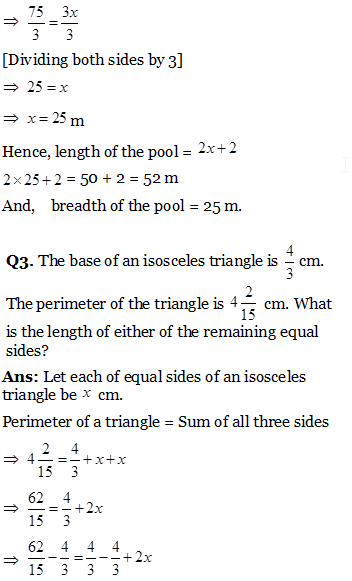 ⇒ 75/3 = 3x/3
[Dividing both sides by 3]
⇒ 25 = x
⇒ x = 25 m
Hence, length of the pool = 2x+2
2×25+2 = 50 + 2 = 52 m
And, breadth of the pool = 25 m.
Q3. The base of an isosceles triangle is 4/3 cm.
The perimeter of the triangle is 4 2/15 cm. What
is the length of either of the remaining equal
sides?
Ans: Let each of equal sides of an isosceles
triangle be x cm.
Perimeter of a triangle = Sum of all three sides
⇒ 4 2/15 = 4/3 + x + x
⇒ 62/15 = 4/3 + 2x
⇒ 62/15 − 4/3 = 4/3 − 4/3 + 2x